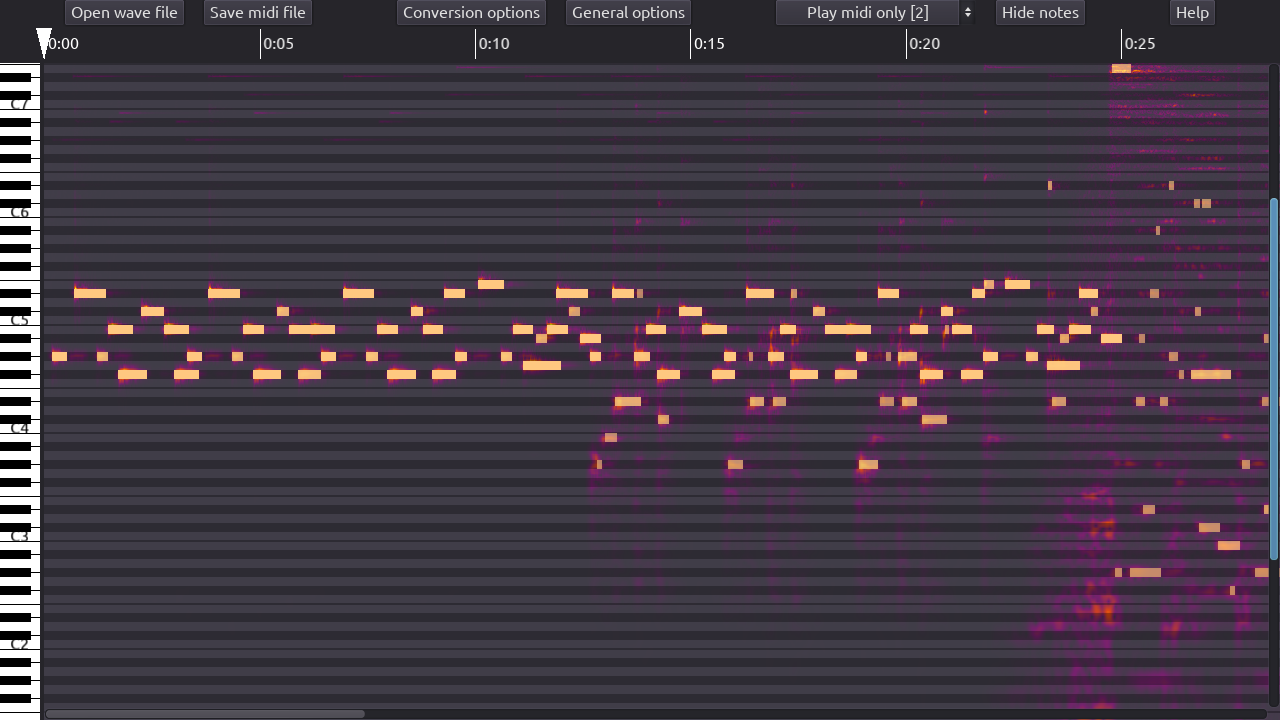 Open wave file Save midi file Conversion options General options Play midi only [2] Hide notes Help
0:00 0:05 0:10 0:15 0:20 0:25
C7
C6
C5
C4
C3
C2